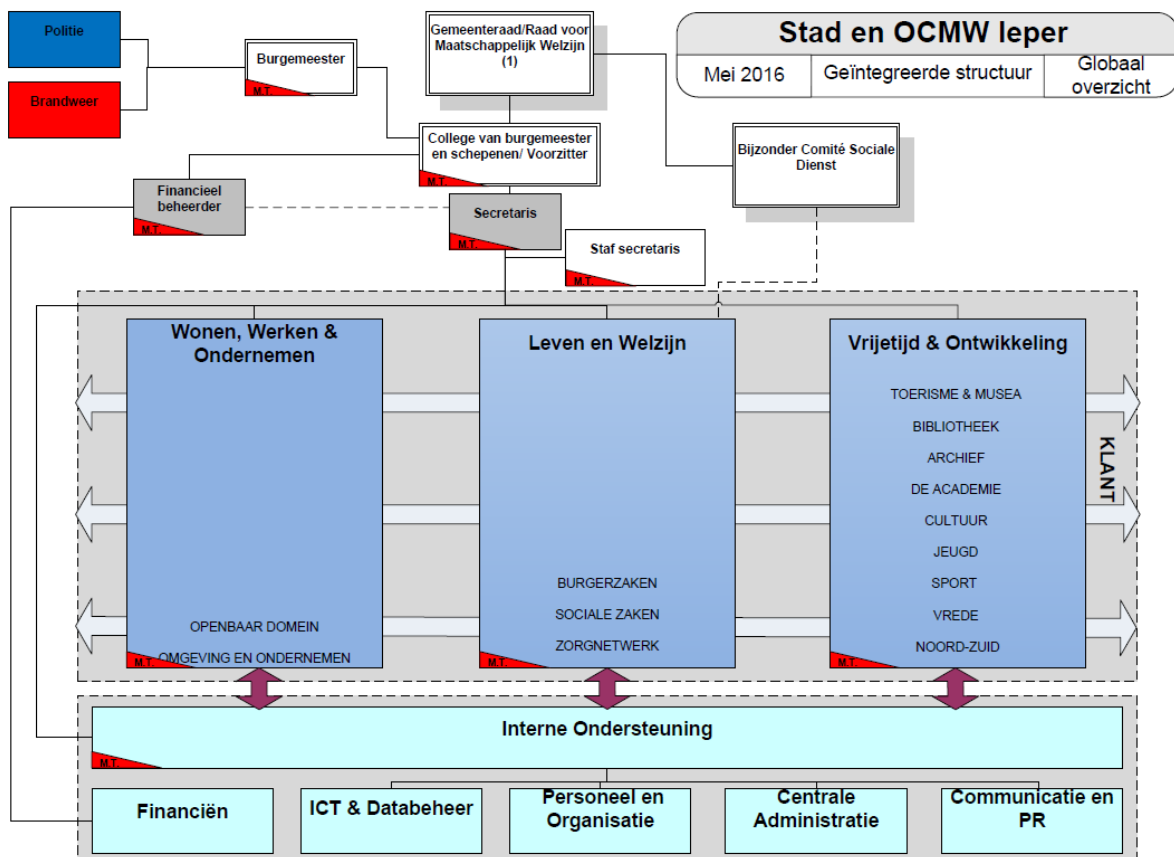 Politie
Brandweer
Burgemeester
M.T.
Gemeenteraad/Raad voor
Maatschappelijk Welzijn
(1)
Stad en OCMW Ieper
Mei 2016
Geïntegreerde structuur
Globaal
overzicht
College van burgemeester
en schepenen/ Voorzitter
M.T.
Bijzonder Comité Sociale
Dienst
Financieel
beheerder
M.T.
Secretaris
M.T.
Staf secretaris
M.T.
Wonen, Werken &
Ondernemen
OPENBAAR DOMEIN
OMGEVING EN ONDERNEMEN
M.T.
Leven en Welzijn
BURGERZAKEN
SOCIALE ZAKEN
ZORGNETWERK
M.T.
Vrijetijd & Ontwikkeling
TOERISME & MUSEA
BIBLIOTHEEK
ARCHIEF
DE ACADEMIE
CULTUUR
JEUGD
SPORT
VREDE
NOORD-ZUID
M.T.
KLANT
Interne Ondersteuning
M.T.
Financiën
ICT & Databeheer
Personeel en
Organisatie
Centrale
Administratie
Communicatie en
PR